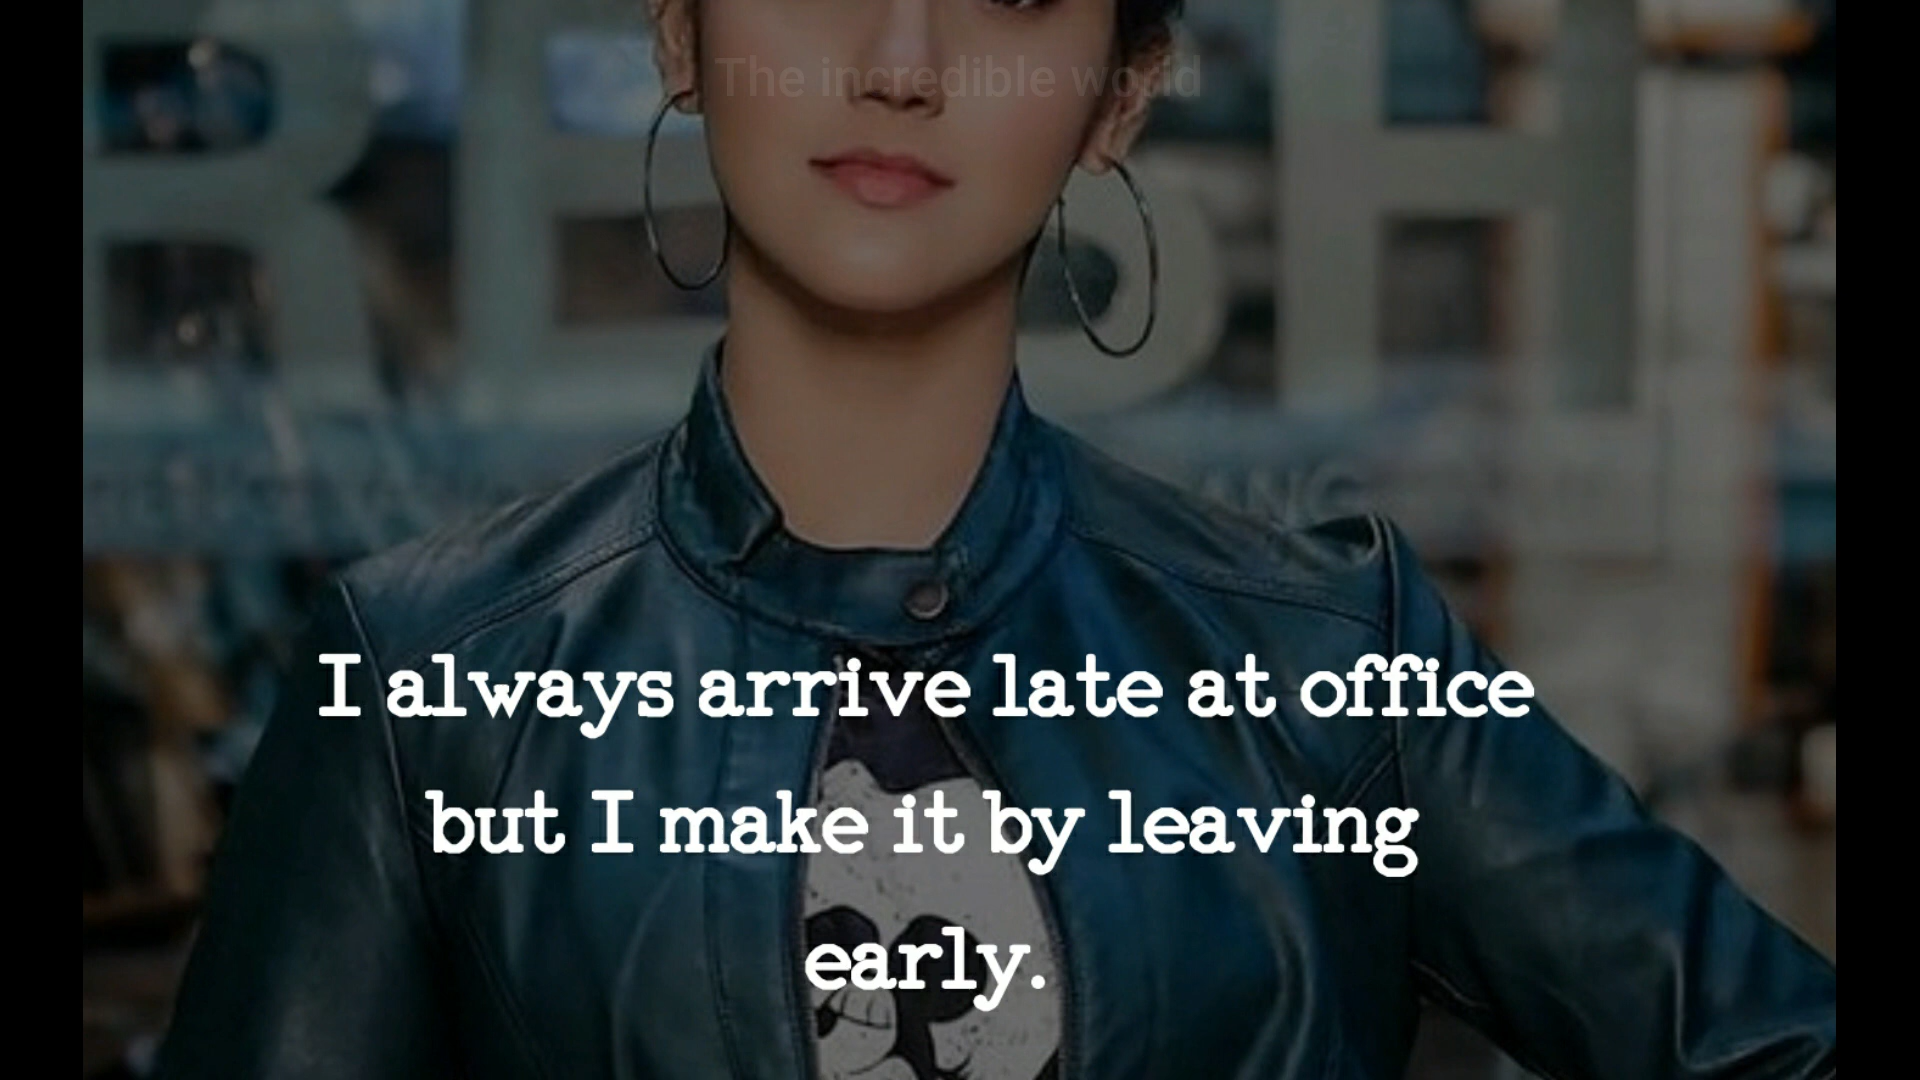 The incredible world
I always arrive late at office
but I make it by leaving
early.